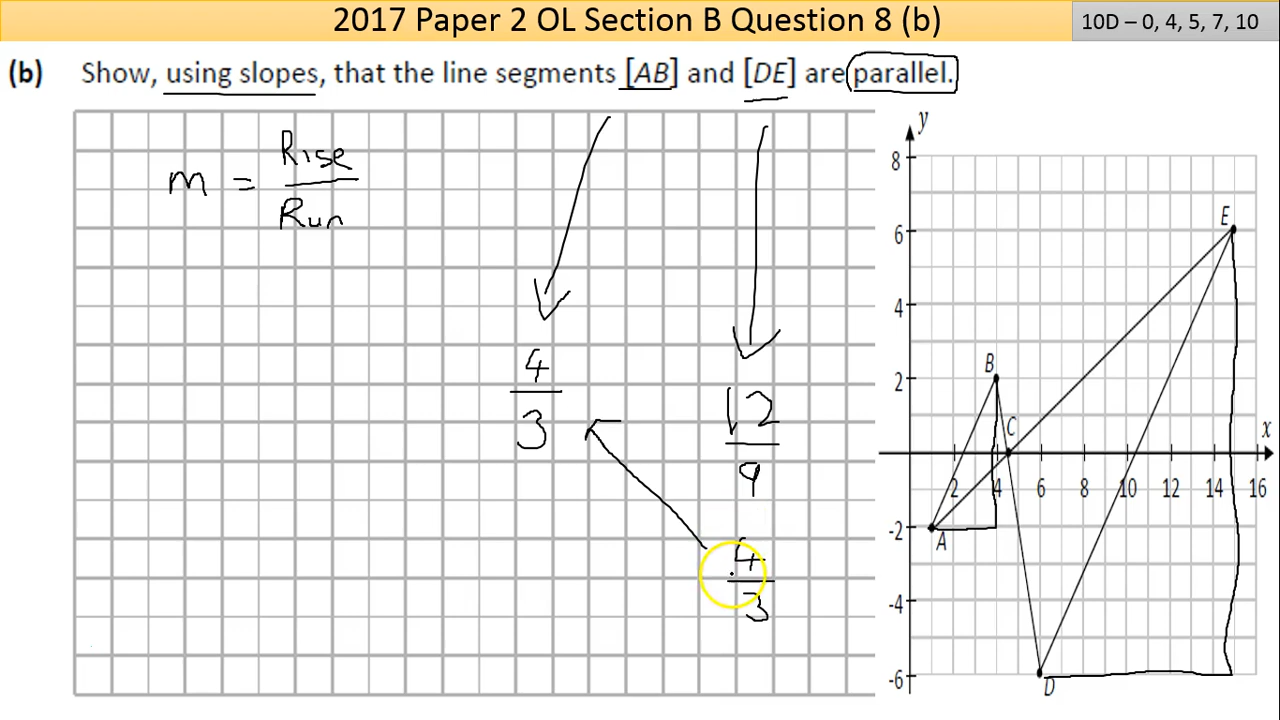 2017 Paper 2 OL Section B Question 8 (b)
10D – 0, 4, 5, 7, 10
(b) Show, using slopes, that the line segments [AB] and [DE] are parallel.
m = Rise
Run
4
3
12
9
4
3
y
8
6
4
2
-2
-4
-6
2 4 6 8 10 12 14 16
x
A
B
C
D
E